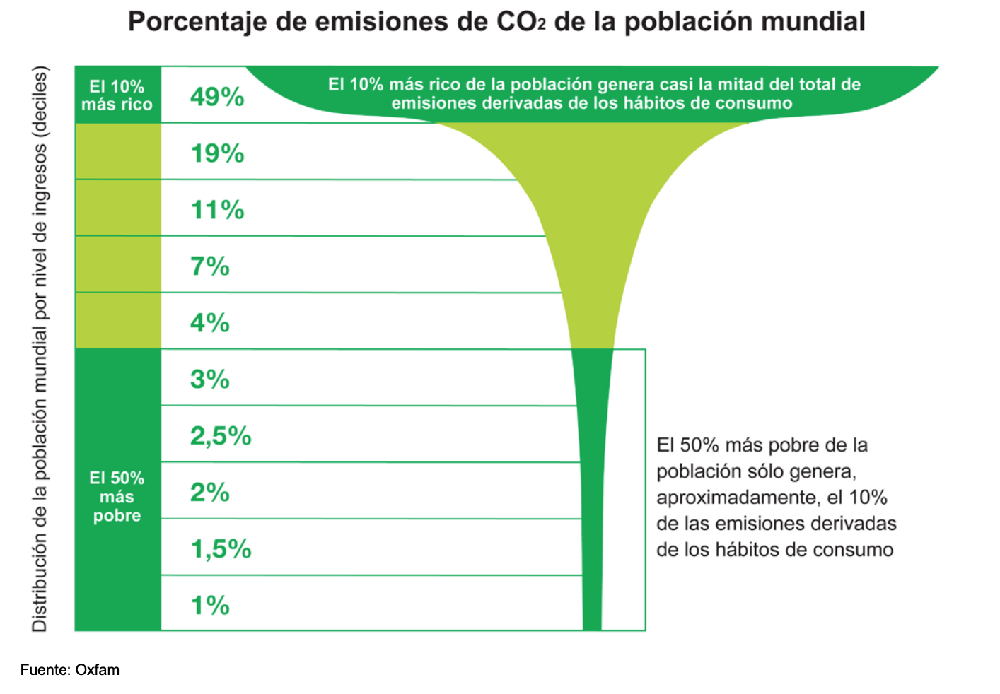 Porcentaje de emisiones de CO₂ de la población mundial
Distribución de la población mundial por nivel de ingresos (deciles)
El 10%
más rico
49%
El 10% más rico de la población genera casi la mitad del total de
emisiones derivadas de los hábitos de consumo
19%
11%
7%
4%
3%
2,5%
2%
1,5%
1%
El 50%
más
pobre
El 50% más pobre de la
población sólo genera,
aproximadamente, el 10%
de las emisiones derivadas
de los hábitos de consumo
Fuente: Oxfam